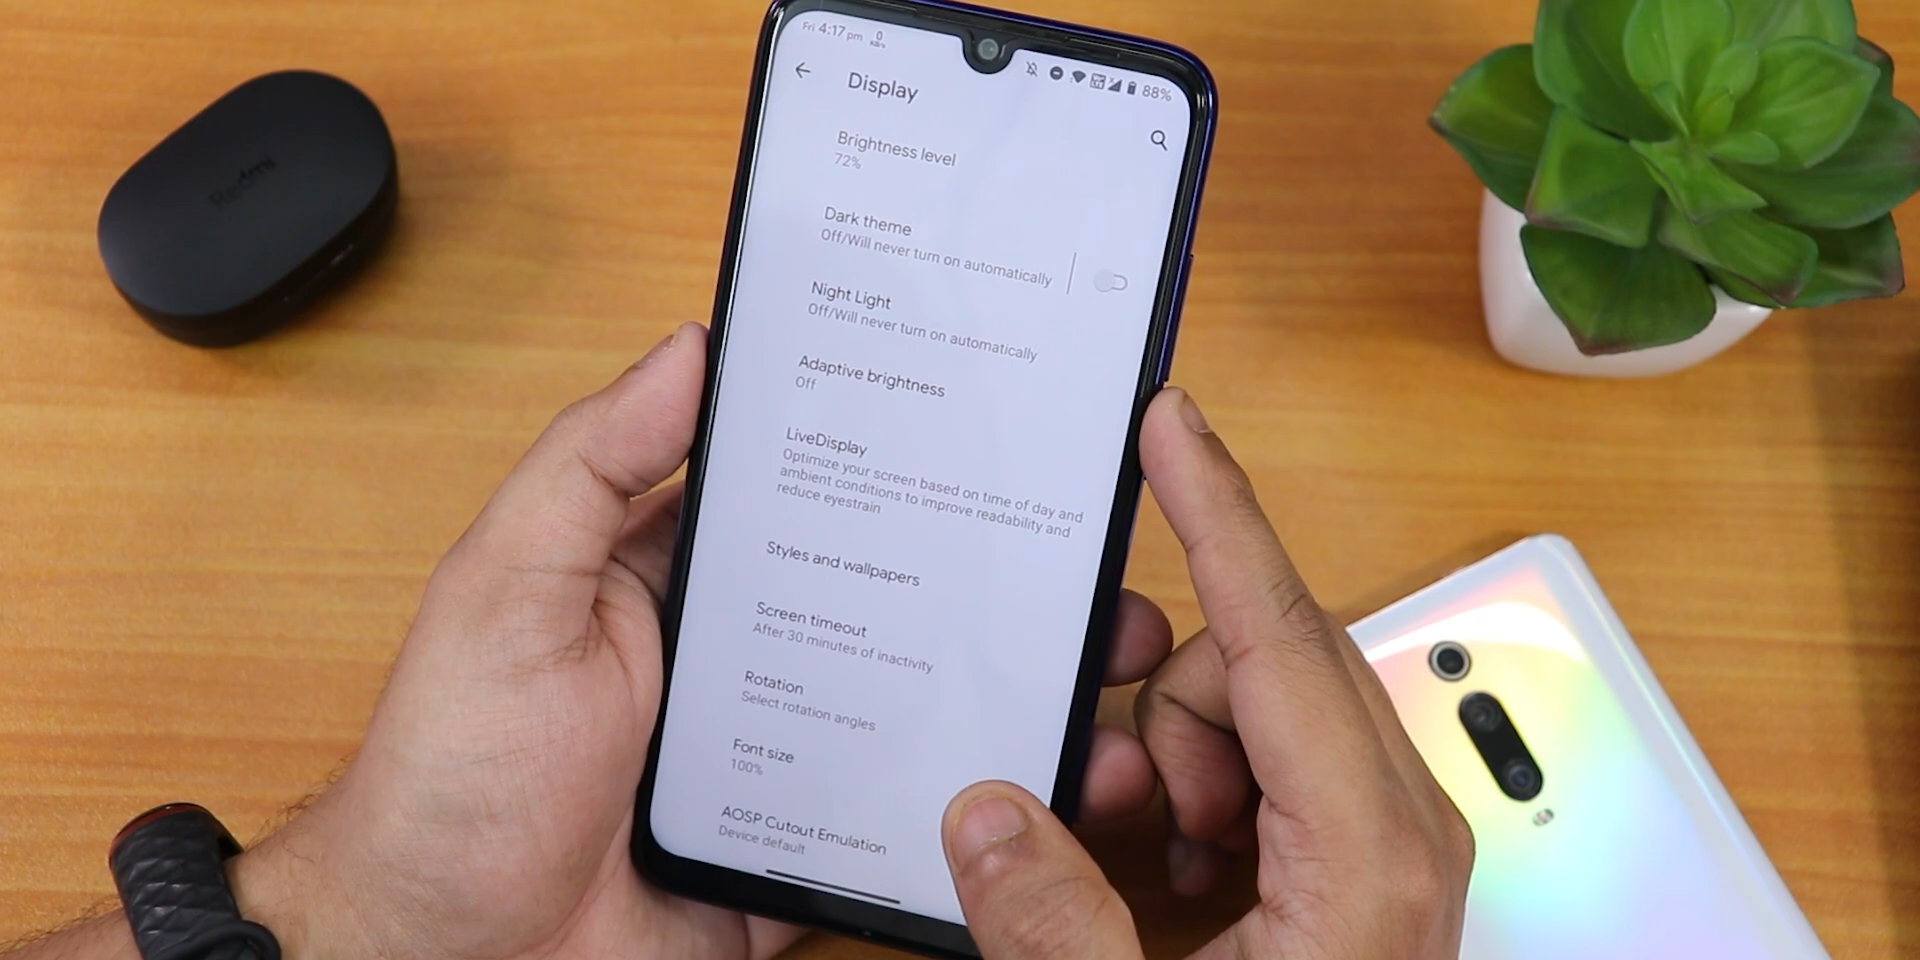 Fri 4:17 pm 0 KB/s 88%
Display
Brightness level
72%
Dark theme
Off/Will never turn on automatically
Night Light
Off/Will never turn on automatically
Adaptive brightness
Off
LiveDisplay
Optimize your screen based on time of day and
ambient conditions to improve readability and
reduce eyestrain
Styles and wallpapers
Screen timeout
After 30 minutes of inactivity
Rotation
Select rotation angles
Font size
100%
AOSP Cutout Emulation
Device default
Redmi